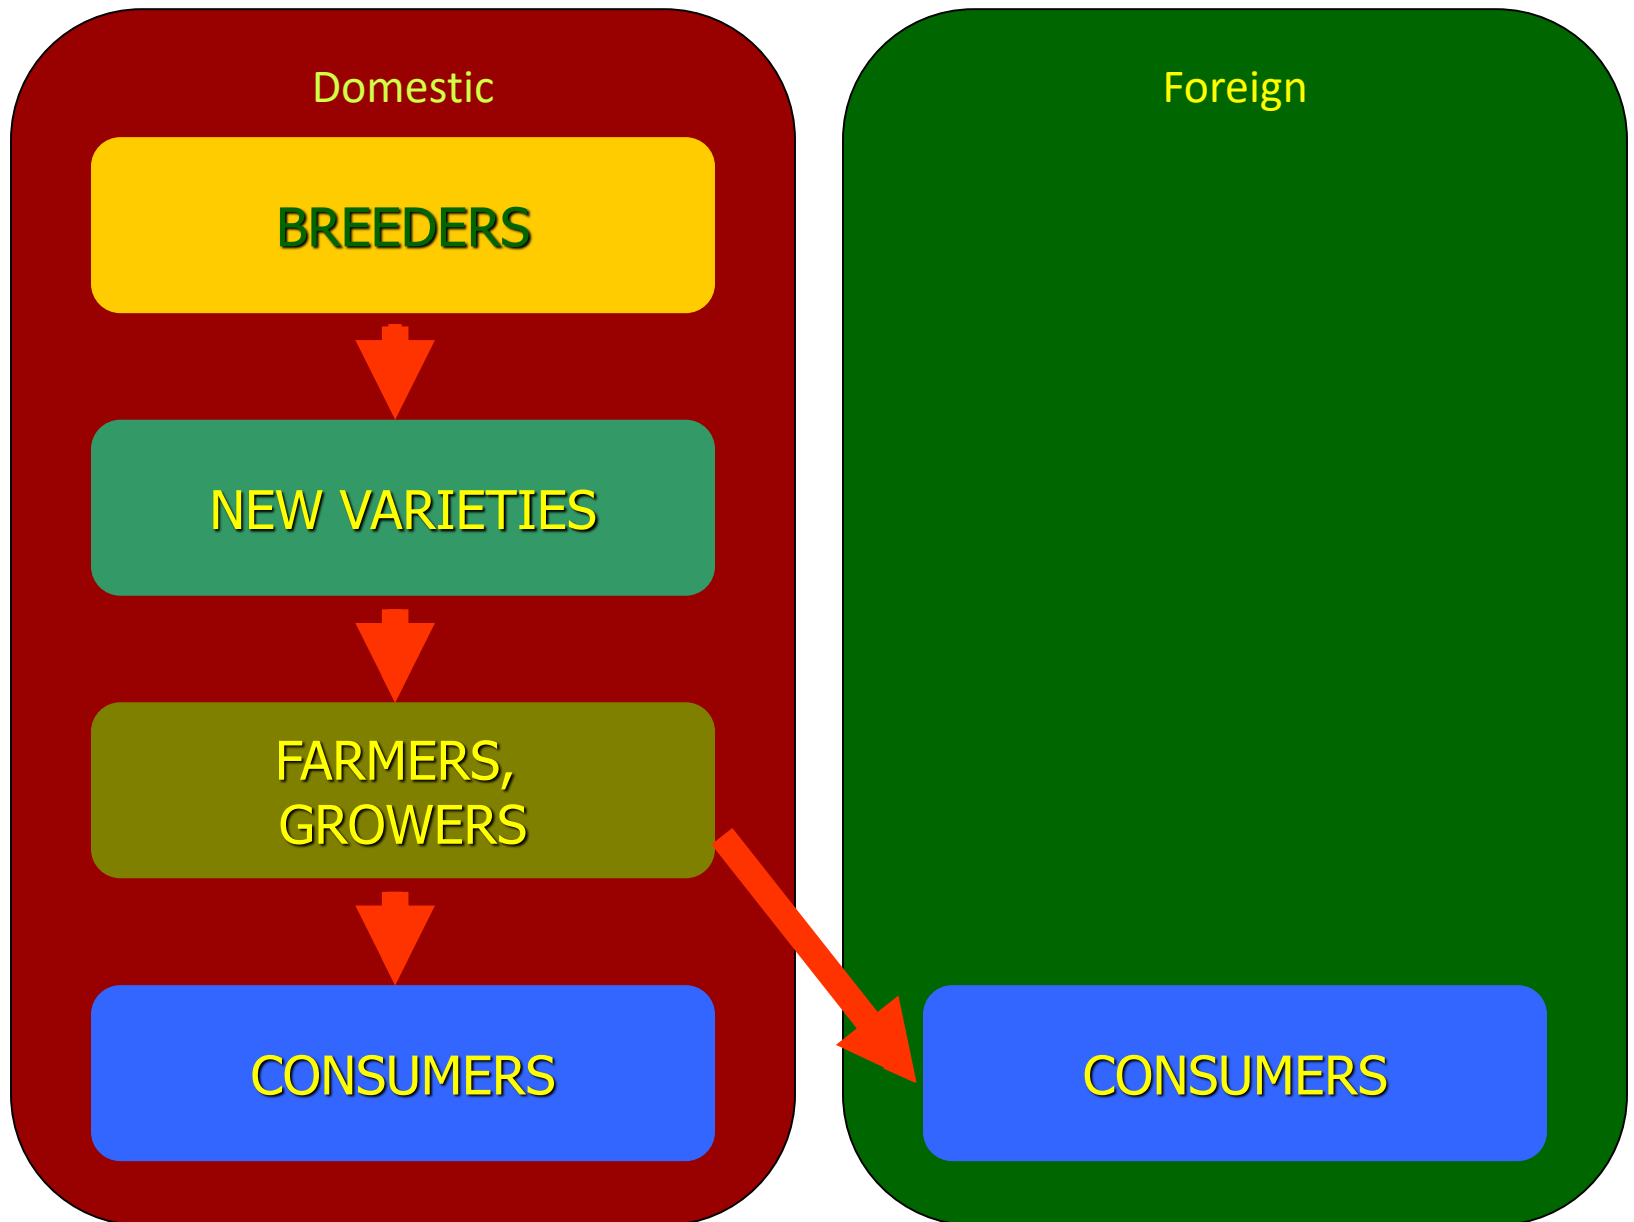 Domestic
BREEDERS
NEW VARIETIES
FARMERS,
GROWERS
CONSUMERS
Foreign
CONSUMERS